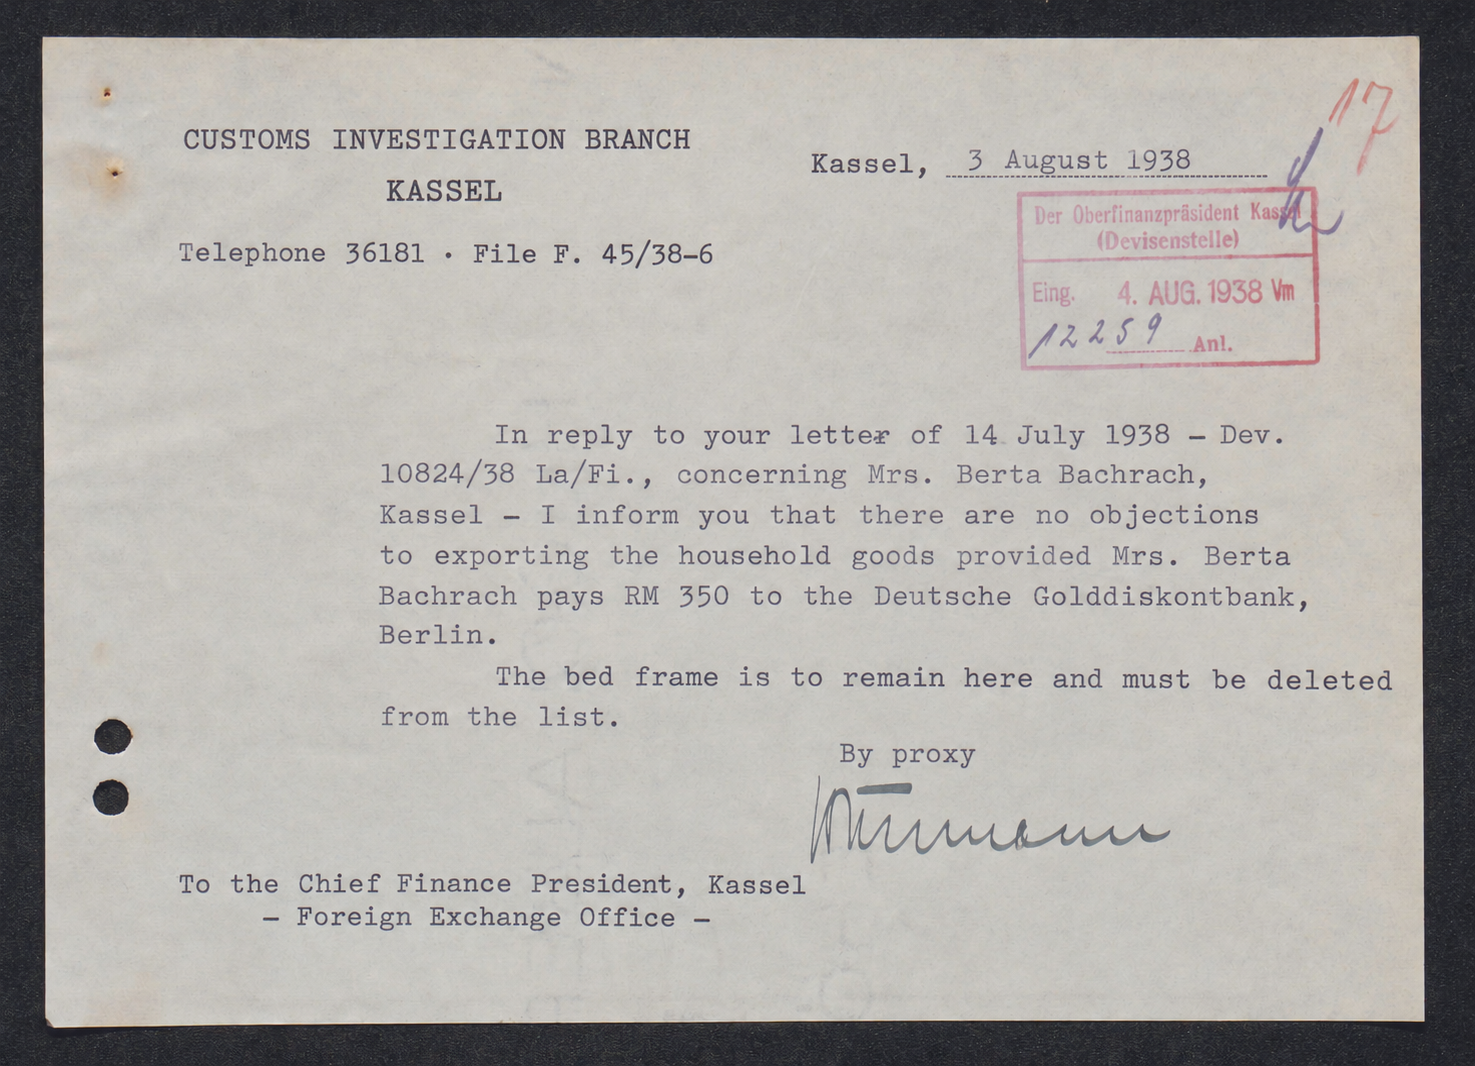 17
CUSTOMS INVESTIGATION BRANCH
KASSEL
Kassel, 3 August 1938
Telephone 36181 · File F. 45/38-6
Der Oberfinanzpräsident Kassel
(Devisenstelle)
Eing. 4. AUG. 1938 Vm
12259 Anl.
In reply to your letter of 14 July 1938 – Dev.
10824/38 La/Fi., concerning Mrs. Berta Bachrach,
Kassel – I inform you that there are no objections
to exporting the household goods provided Mrs. Berta
Bachrach pays RM 350 to the Deutsche Golddiskontbank,
Berlin.
The bed frame is to remain here and must be deleted
from the list.
By proxy
To the Chief Finance President, Kassel
– Foreign Exchange Office –